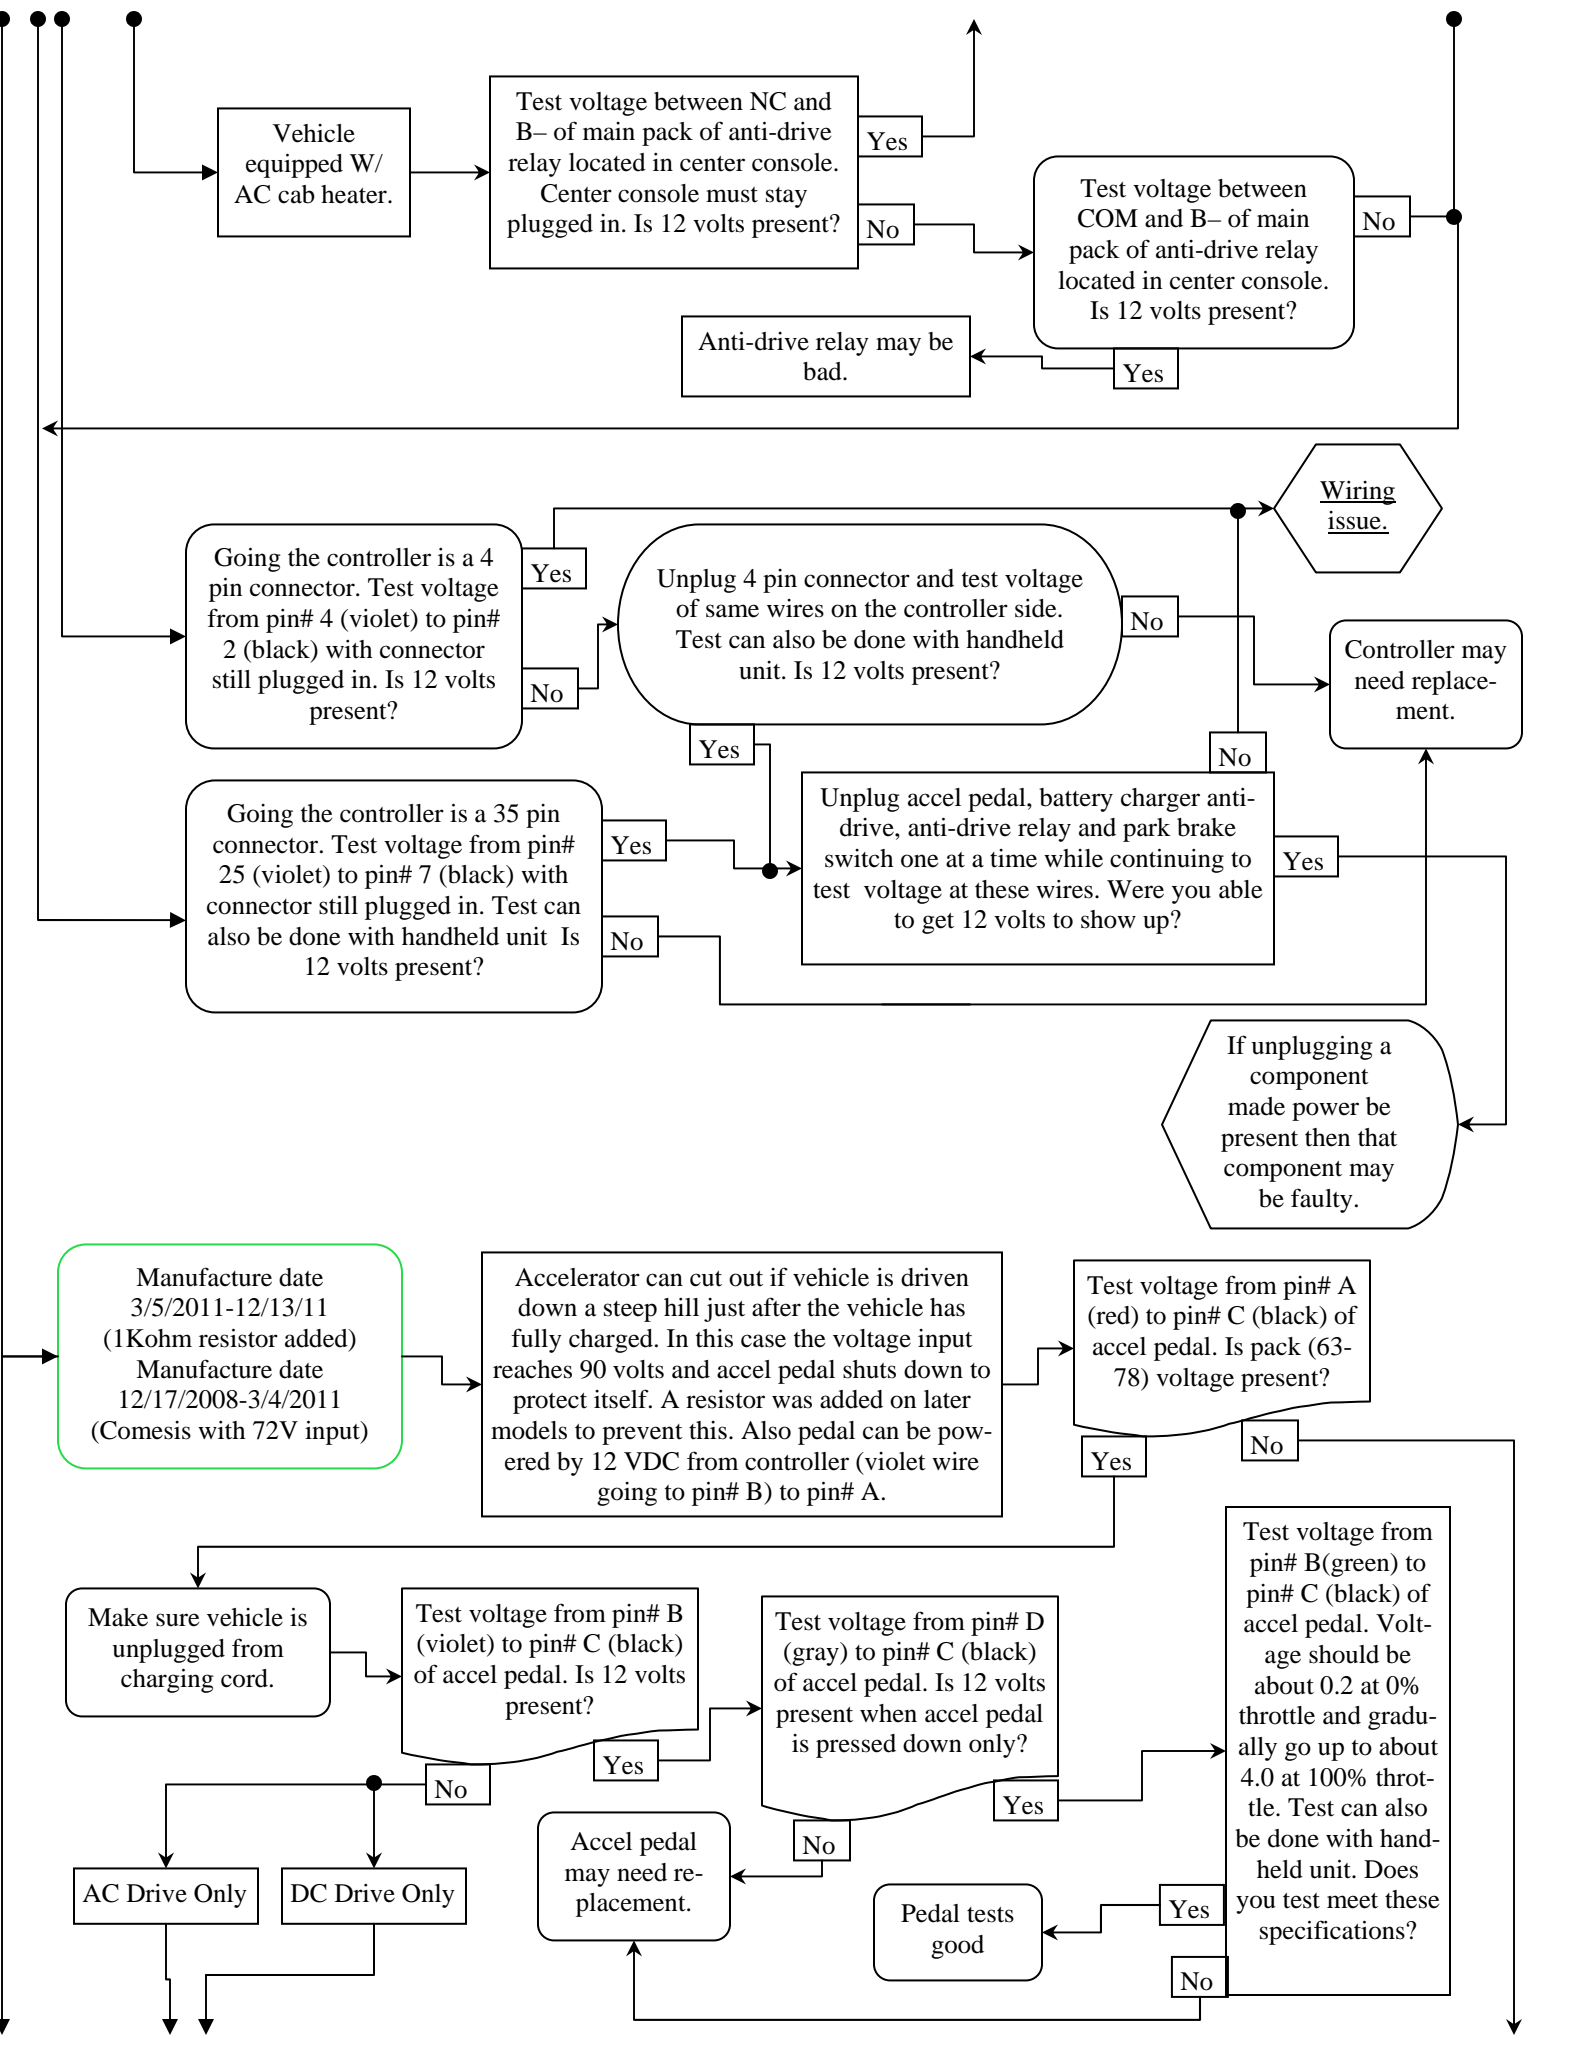 Vehicle
equipped W/
AC cab heater.
Test voltage between NC and
B– of main pack of anti-drive
relay located in center console.
Center console must stay
plugged in. Is 12 volts present?
Yes
No
Test voltage between
COM and B– of main
pack of anti-drive relay
located in center console.
Is 12 volts present?
No
Yes
Anti-drive relay may be
bad.
Wiring
issue.
Going the controller is a 4
pin connector. Test voltage
from pin# 4 (violet) to pin#
2 (black) with connector
still plugged in. Is 12 volts
present?
Yes
No
Unplug 4 pin connector and test voltage
of same wires on the controller side.
Test can also be done with handheld
unit. Is 12 volts present?
No
Yes
Controller may
need replace-
ment.
Going the controller is a 35 pin
connector. Test voltage from pin#
25 (violet) to pin# 7 (black) with
connector still plugged in. Test can
also be done with handheld unit  Is
12 volts present?
Yes
No
No
Unplug accel pedal, battery charger anti-
drive, anti-drive relay and park brake
switch one at a time while continuing to
test  voltage at these wires. Were you able
to get 12 volts to show up?
Yes
If unplugging a
component
made power be
present then that
component may
be faulty.
Manufacture date
3/5/2011-12/13/11
(1Kohm resistor added)
Manufacture date
12/17/2008-3/4/2011
(Comesis with 72V input)
Accelerator can cut out if vehicle is driven
down a steep hill just after the vehicle has
fully charged. In this case the voltage input
reaches 90 volts and accel pedal shuts down to
protect itself. A resistor was added on later
models to prevent this. Also pedal can be pow-
ered by 12 VDC from controller (violet wire
going to pin# B) to pin# A.
Test voltage from pin# A
(red) to pin# C (black) of
accel pedal. Is pack (63-
78) voltage present?
Yes
No
Make sure vehicle is
unplugged from
charging cord.
Test voltage from pin# B
(violet) to pin# C (black)
of accel pedal. Is 12 volts
present?
Yes
No
Test voltage from pin# D
(gray) to pin# C (black)
of accel pedal. Is 12 volts
present when accel pedal
is pressed down only?
Yes
No
Test voltage from
pin# B(green) to
pin# C (black) of
accel pedal. Volt-
age should be
about 0.2 at 0%
throttle and gradu-
ally go up to about
4.0 at 100% throt-
tle. Test can also
be done with hand-
held unit. Does
you test meet these
specifications?
Yes
No
AC Drive Only
DC Drive Only
Accel pedal
may need re-
placement.
Pedal tests
good